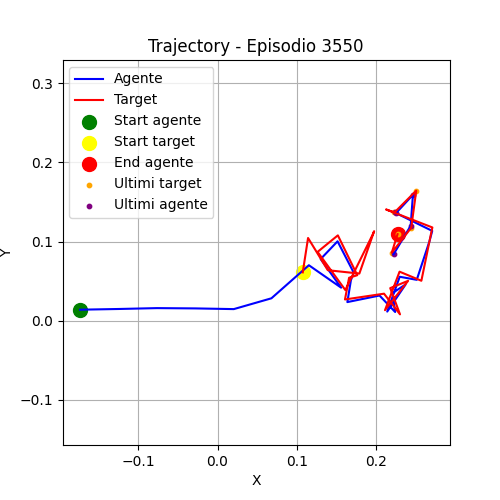 Trajectory - Episodio 3550
Agente
Target
Start agente
Start target
End agente
Ultimi target
Ultimi agente
0.3
0.2
0.1
0.0
−0.1
Y
−0.1
0.0
0.1
0.2
X